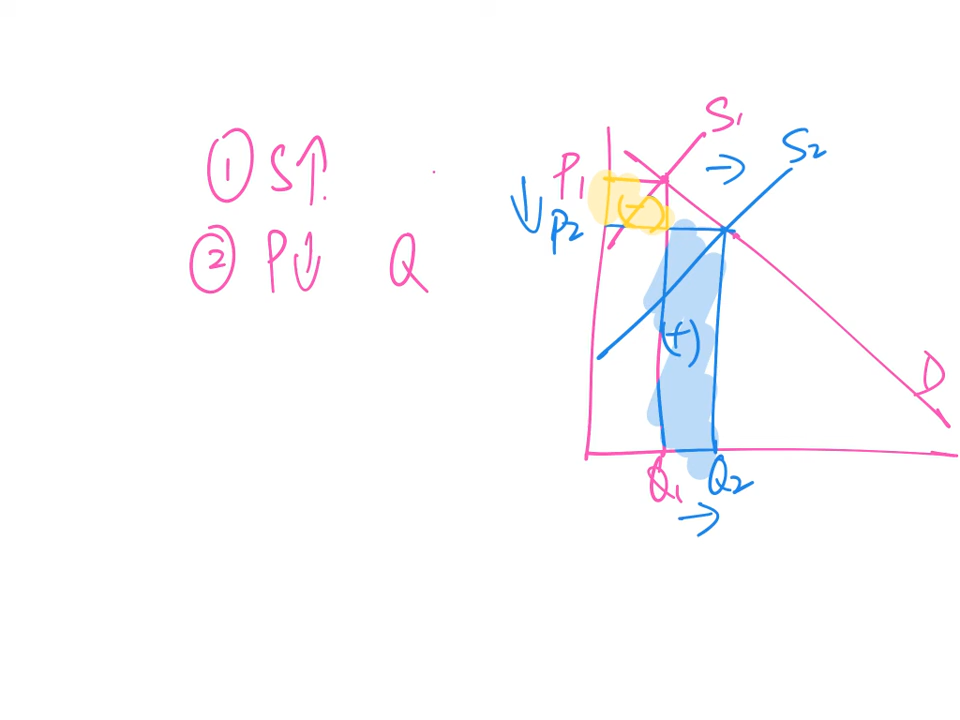 ① S↑
② P↓ Q
S1
→ S2
P1
↓ P2
(-)
(+)
D
Q1 Q2
→